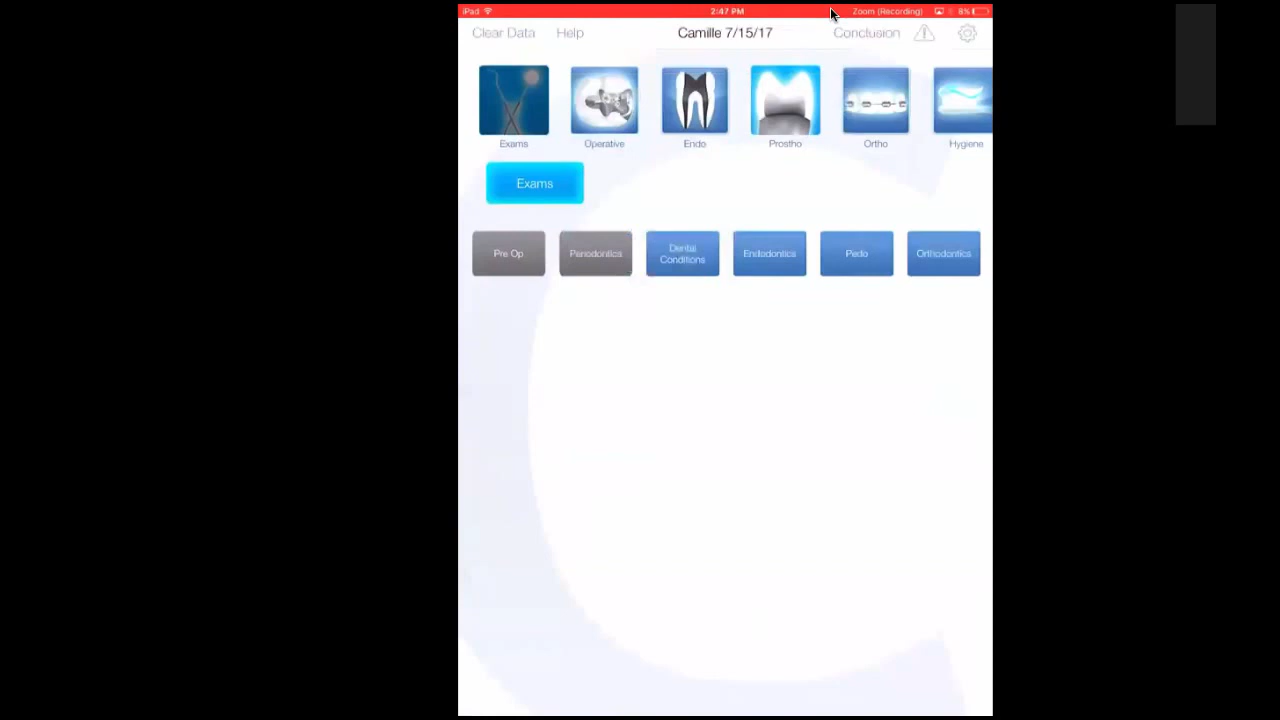 iPad 2:47 PM Zoom (Recording) 8%
Clear Data Help Camille 7/15/17 Conclusion
Exams Operative Endo Prostho Ortho Hygiene
Exams
Pre Op Periodontics Dental Conditions Endodontics Pedo Orthodontics